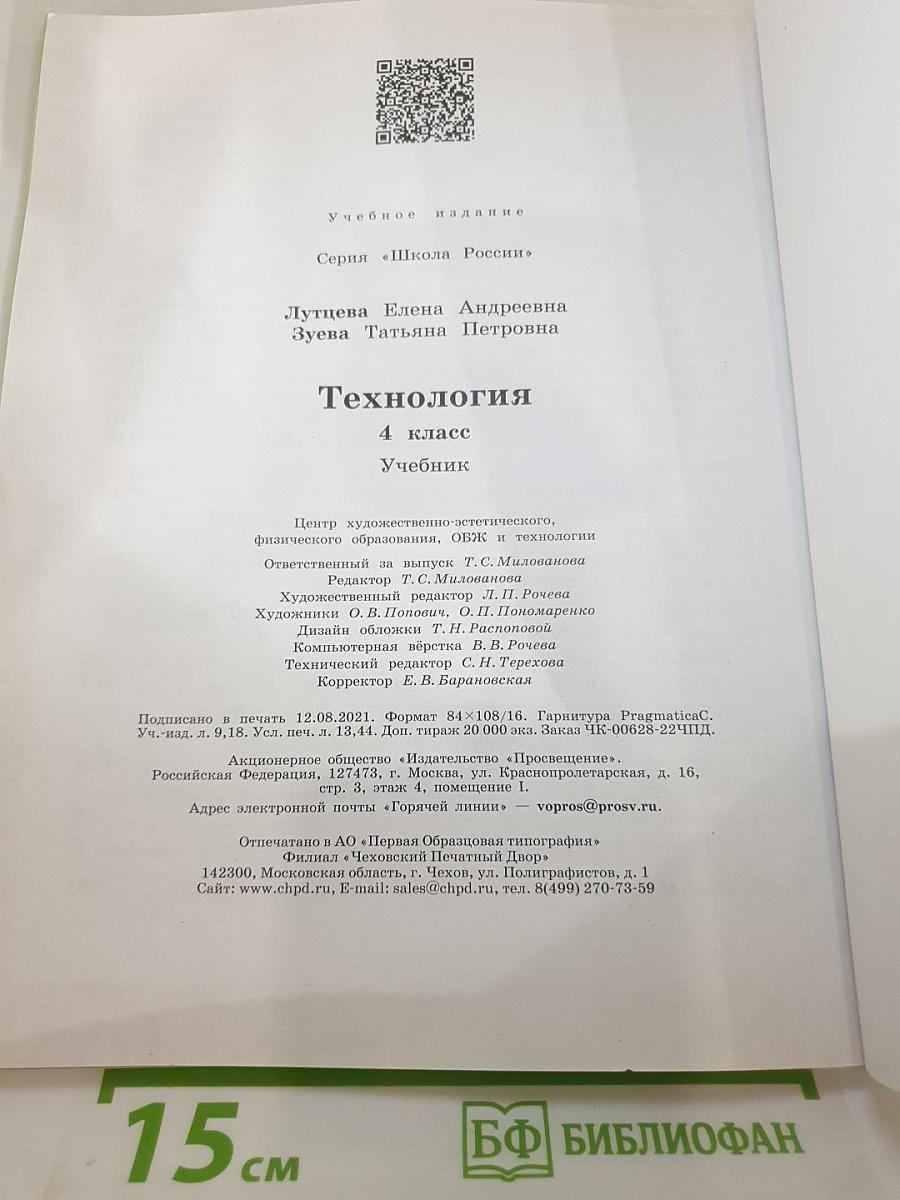 Учебное издание
Серия «Школа России»
Лутцева Елена Андреевна
Зуева Татьяна Петровна
Технология
4 класс
Учебник
Центр художественно-эстетического,
физического образования, ОБЖ и технологии
Ответственный за выпуск Т. С. Милованова
Редактор Т. С. Милованова
Художественный редактор Л. П. Рочева
Художники О. В. Попович, О. П. Пономаренко
Дизайн обложки Т. Н. Распоповой
Компьютерная вёрстка В. В. Рочева
Технический редактор С. Н. Терехова
Корректор Е. В. Барановская
Подписано в печать 12.08.2021. Формат 84×108/16. Гарнитура PragmaticaC.
Уч.-изд. л. 9,18. Усл. печ. л. 13,44. Доп. тираж 20 000 экз. Заказ ЧК-00628-22ЧПД.
Акционерное общество «Издательство «Просвещение».
Российская Федерация, 127473, г. Москва, ул. Краснопролетарская, д. 16,
стр. 3, этаж 4, помещение I.
Адрес электронной почты «Горячей линии» — vopros@prosv.ru.
Отпечатано в АО «Первая Образцовая типография»
Филиал «Чеховский Печатный Двор»
142300, Московская область, г. Чехов, ул. Полиграфистов, д. 1
Сайт: www.chpd.ru, E-mail: sales@chpd.ru, тел. 8(499) 270-73-59
15 см
БФ БИБЛИОФАН